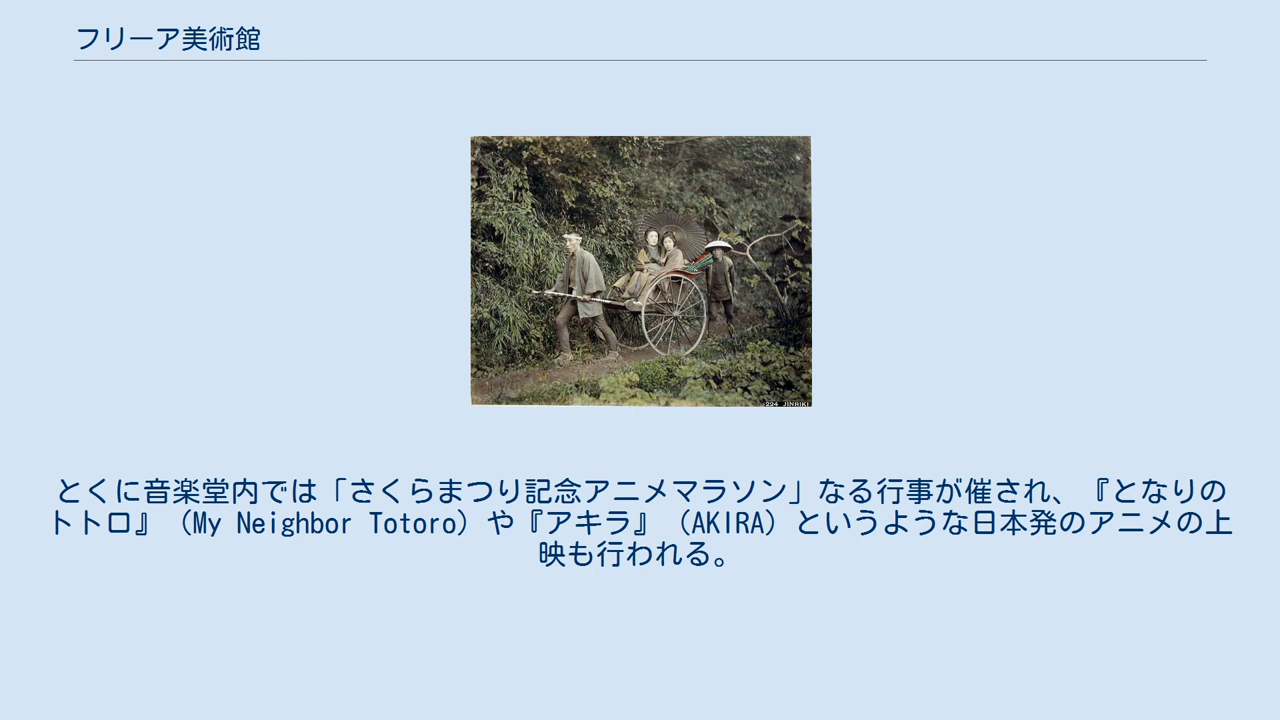 フリーア美術館
224 JINRIKI
とくに音楽堂内では「さくらまつり記念アニメマラソン」なる行事が催され、『となりの
トトロ』（My Neighbor Totoro）や『アキラ』（AKIRA）というような日本発のアニメの上
映も行われる。